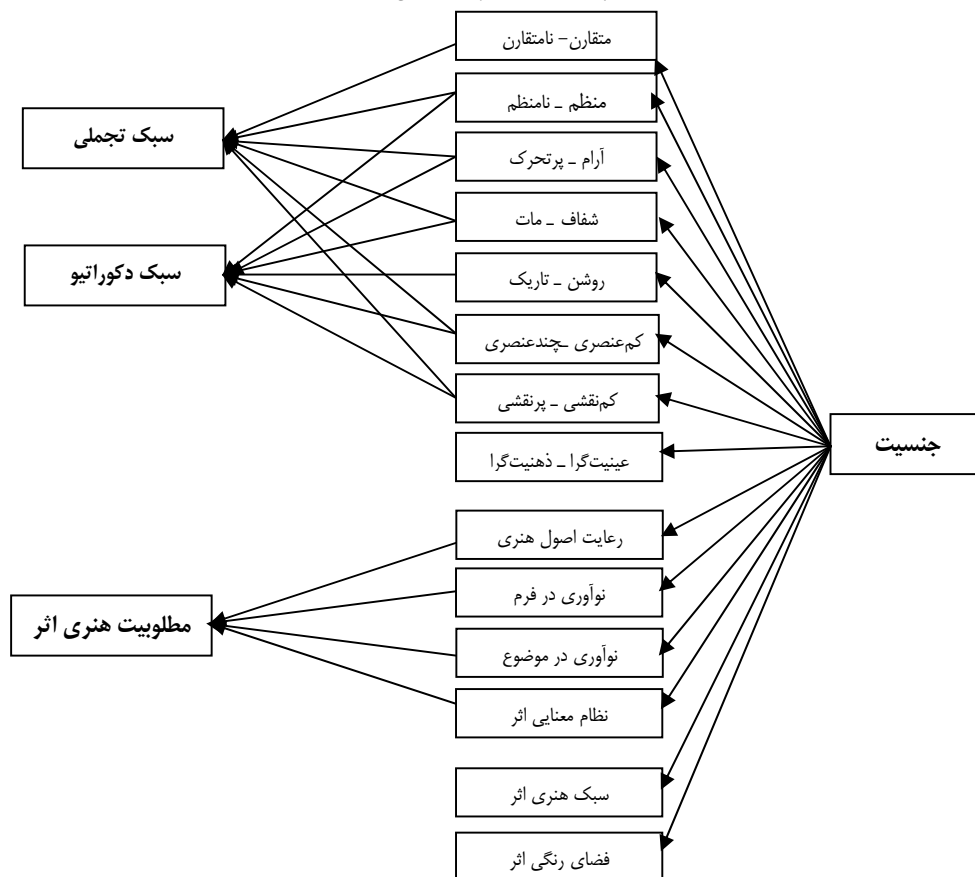 متقارن- نامتقارن
منظم ـ نامنظم
سبک تجملی
آرام ـ پرتحرک
شفاف ـ مات
سبک دکوراتیو
روشن ـ تاریک
کم‌عنصری ـچندعنصری
کم‌نقشی ـ پرنقشی
جنسیت
عینیت‌گرا ـ ذهنیت‌گرا
رعایت اصول هنری
نوآوری در فرم
مطلوبیت هنری اثر
نوآوری در موضوع
نظام معنایی اثر
سبک هنری اثر
فضای رنگی اثر